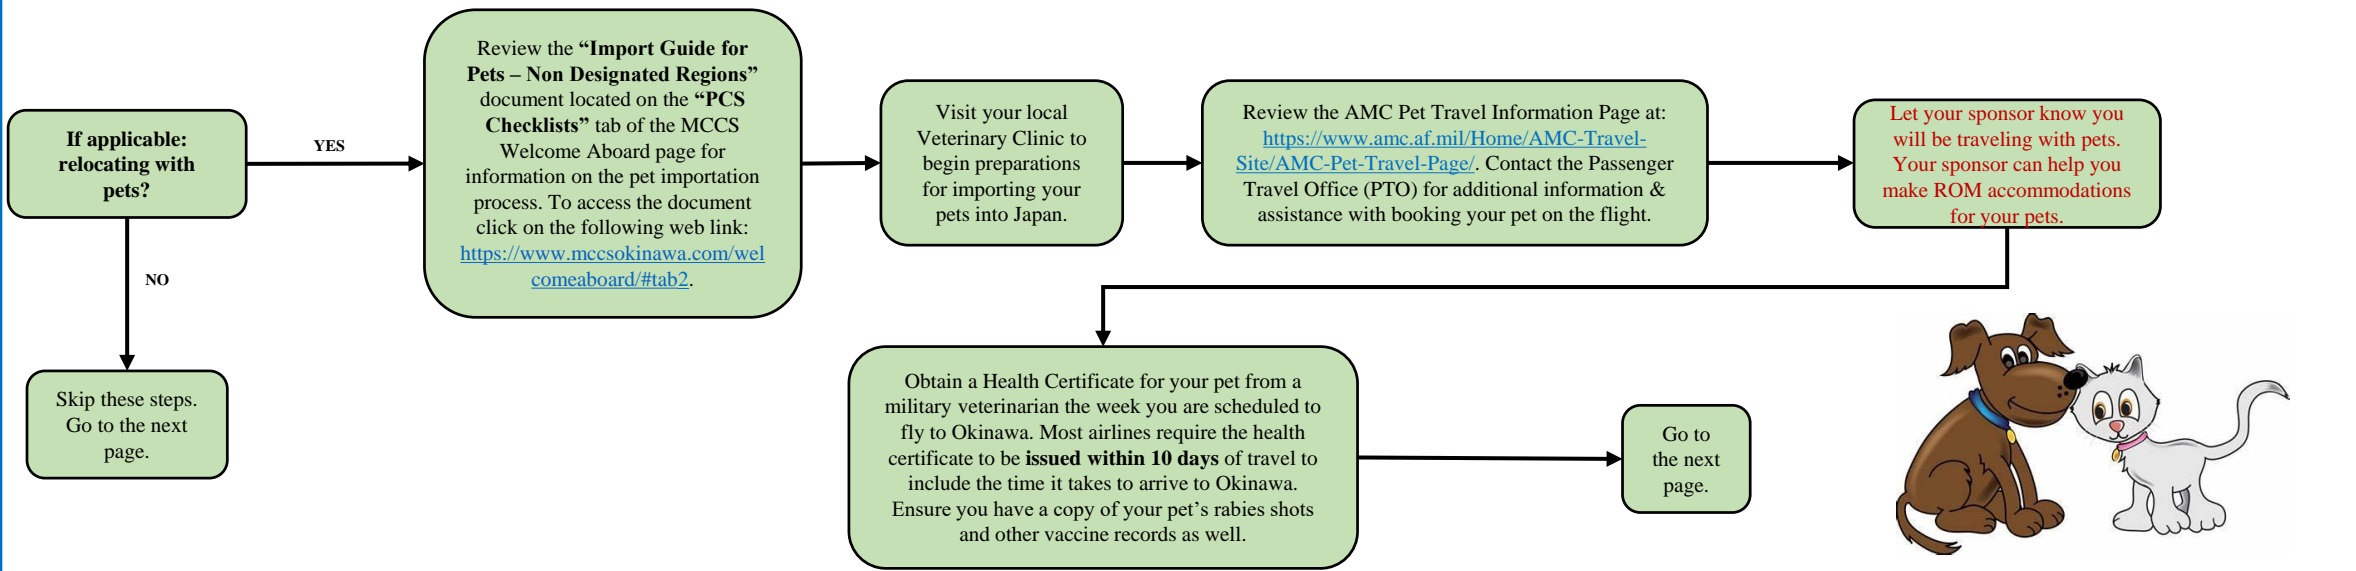 If applicable:
relocating with
pets?
YES
NO
Skip these steps.
Go to the next
page.
Review the “Import Guide for
Pets – Non Designated Regions”
document located on the “PCS
Checklists” tab of the MCCS
Welcome Aboard page for
information on the pet importation
process. To access the document
click on the following web link:
https://www.mccsokinawa.com/wel
comeaboard/#tab2.
Visit your local
Veterinary Clinic to
begin preparations
for importing your
pets into Japan.
Review the AMC Pet Travel Information Page at:
https://www.amc.af.mil/Home/AMC-Travel-
Site/AMC-Pet-Travel-Page/. Contact the Passenger
Travel Office (PTO) for additional information &
assistance with booking your pet on the flight.
Let your sponsor know you
will be traveling with pets.
Your sponsor can help you
make ROM accommodations
for your pets.
Obtain a Health Certificate for your pet from a
military veterinarian the week you are scheduled to
fly to Okinawa. Most airlines require the health
certificate to be issued within 10 days of travel to
include the time it takes to arrive to Okinawa.
Ensure you have a copy of your pet’s rabies shots
and other vaccine records as well.
Go to
the next
page.